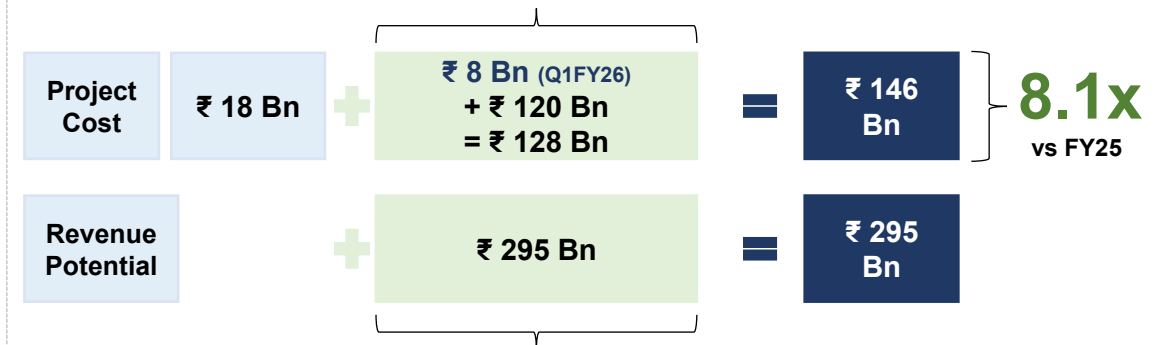 Project
Cost
₹ 18 Bn
₹ 8 Bn (Q1FY26)
+ ₹ 120 Bn
= ₹ 128 Bn
₹ 146
Bn
8.1x
vs FY25
Revenue
Potential
₹ 295 Bn
₹ 295
Bn